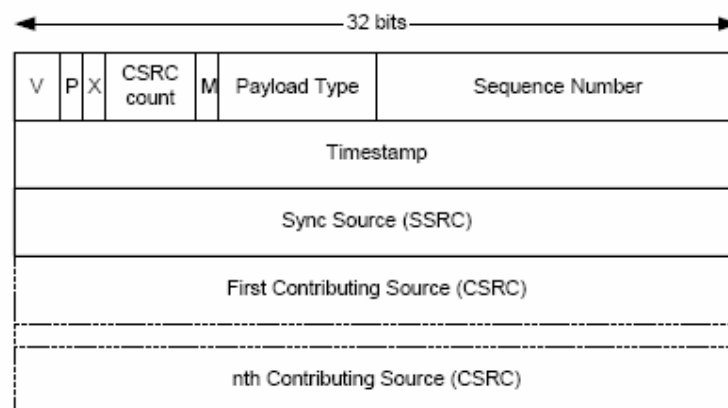 32 bits
V P X CSRC count M Payload Type Sequence Number
Timestamp
Sync Source (SSRC)
First Contributing Source (CSRC)
nth Contributing Source (CSRC)